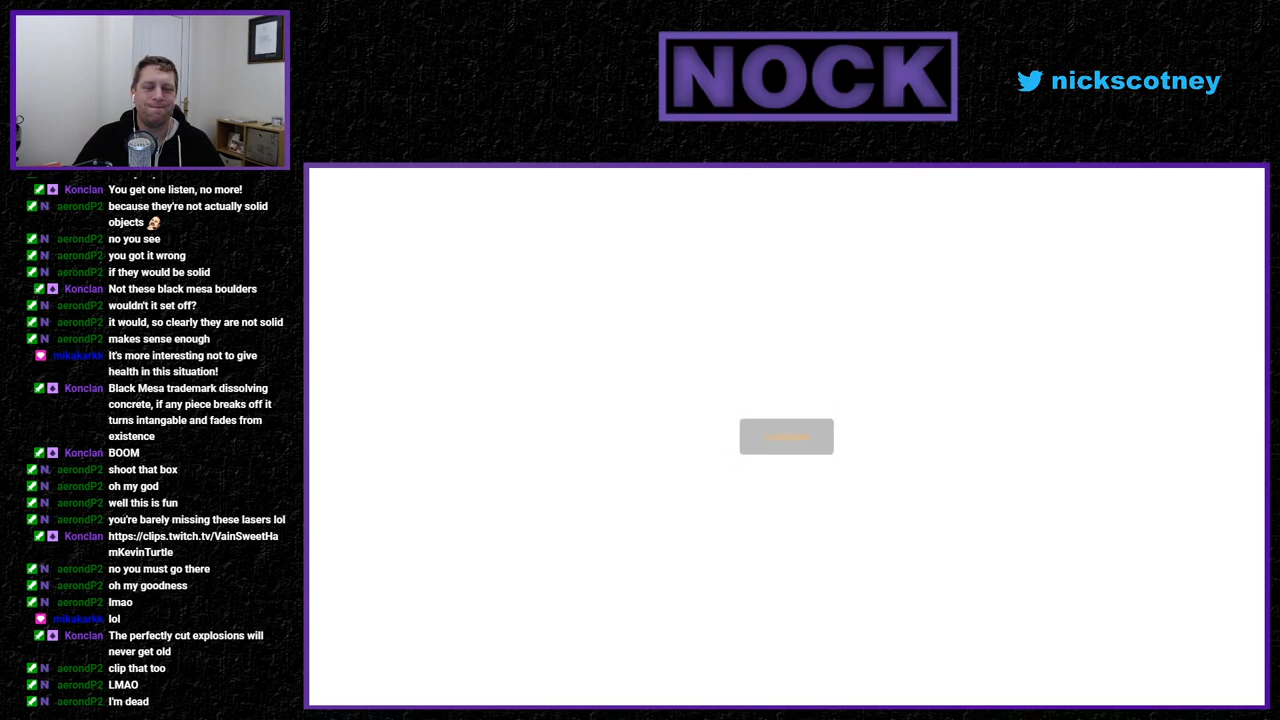 NOCK
nickscotney
Konclan You get one listen, no more!
aerondP2 because they're not actually solid
objects
aerondP2 no you see
aerondP2 you got it wrong
aerondP2 if they would be solid
Konclan Not these black mesa boulders
aerondP2 wouldn't it set off?
aerondP2 it would, so clearly they are not solid
aerondP2 makes sense enough
mikakarkk It's more interesting not to give
health in this situation!
Konclan Black Mesa trademark dissolving
concrete, if any piece breaks off it
turns intangable and fades from
existence
Konclan BOOM
aerondP2 shoot that box
aerondP2 oh my god
aerondP2 well this is fun
aerondP2 you're barely missing these lasers lol
Konclan https://clips.twitch.tv/VainSweetHa
mKevinTurtle
aerondP2 no you must go there
aerondP2 oh my goodness
aerondP2 lmao
mikakarkk lol
Konclan The perfectly cut explosions will
never get old
aerondP2 clip that too
aerondP2 LMAO
aerondP2 I'm dead